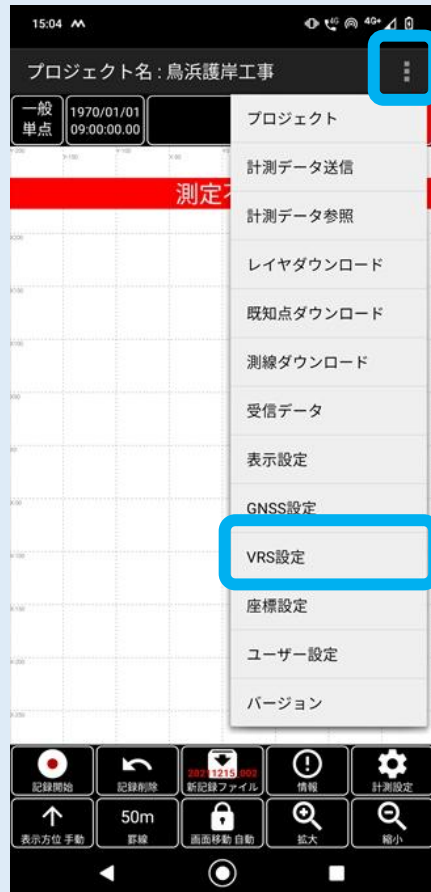 15:04
4G
4G+
プロジェクト名 : 鳥浜護岸工事
一般
単点
1970/01/01
09:00:00.00
測定不
プロジェクト
計測データ送信
計測データ参照
レイヤダウンロード
既知点ダウンロード
測線ダウンロード
受信データ
表示設定
GNSS設定
VRS設定
座標設定
ユーザー設定
バージョン
記録開始
記録削除
20211215_002
新記録ファイル
情報
計測設定
表示方位 手動
50m
罫線
画面移動 自動
拡大
縮小